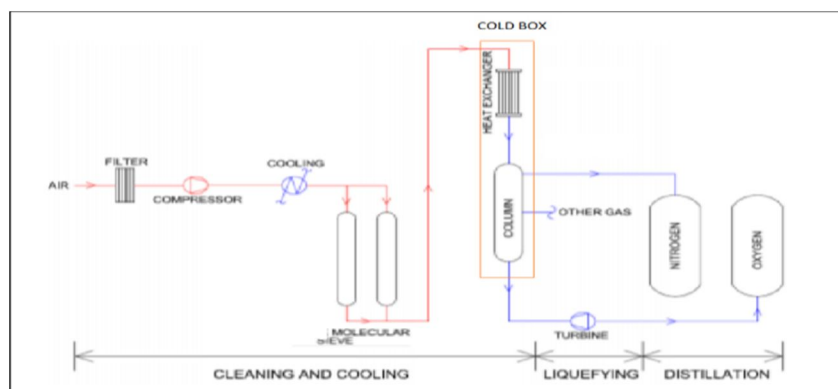 COLD BOX
HEAT EXCHANGER
FILTER
COOLING
AIR
COMPRESSOR
COLUMN
OTHER GAS
NITROGEN
OXYGEN
MOLECULAR
TURBINE
CLEANING AND COOLING
LIQUEFYING
DISTILLATION